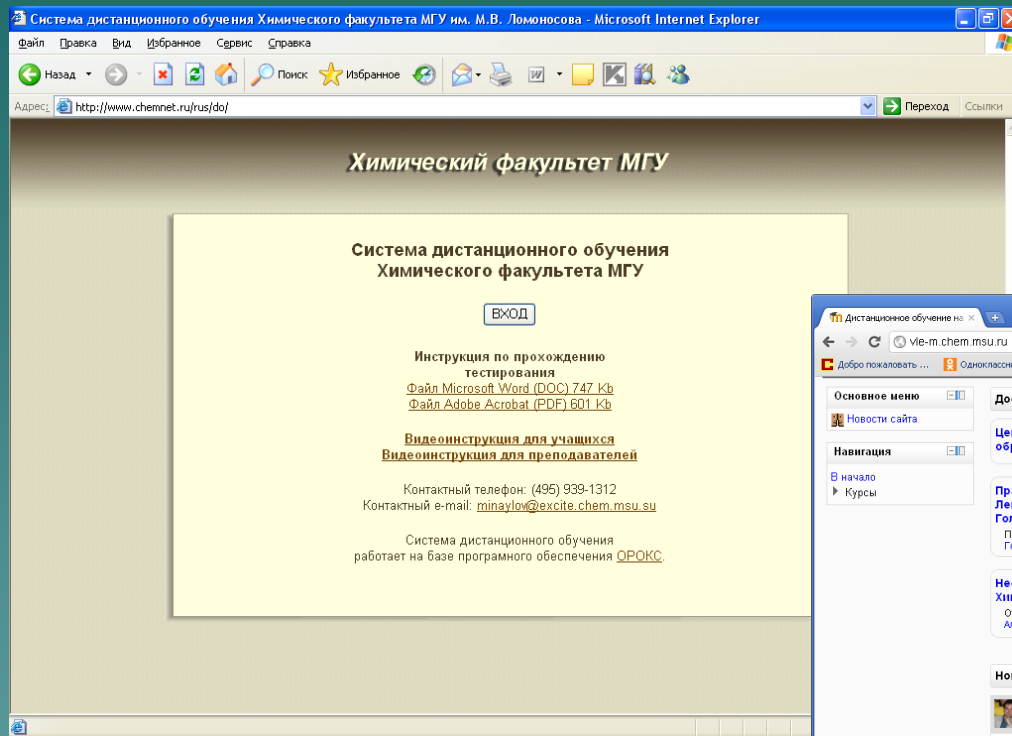 Система дистанционного обучения Химического факультета МГУ им. М.В. Ломоносова - Microsoft Internet Explorer
Файл Правка Вид Избранное Сервис Справка
Назад Поиск Избранное
Адрес: http://www.chemnet.ru/rus/do/ Переход Ссылки
Химический факультет МГУ
Система дистанционного обучения
Химического факультета МГУ
ВХОД
Инструкция по прохождению
тестирования
Файл Microsoft Word (DOC) 747 Kb
Файл Adobe Acrobat (PDF) 601 Kb
Видеоинструкция для учащихся
Видеоинструкция для преподавателей
Контактный телефон: (495) 939-1312
Контактный e-mail: minaylov@excite.chem.msu.su
Система дистанционного обучения
работает на базе програмного обеспечения ОРОКС.
Дистанционное обучение на
vle-m.chem.msu.ru
Добро пожаловать ... Одноклассн
Основное меню
Новости сайта
Навигация
В начало
Курсы